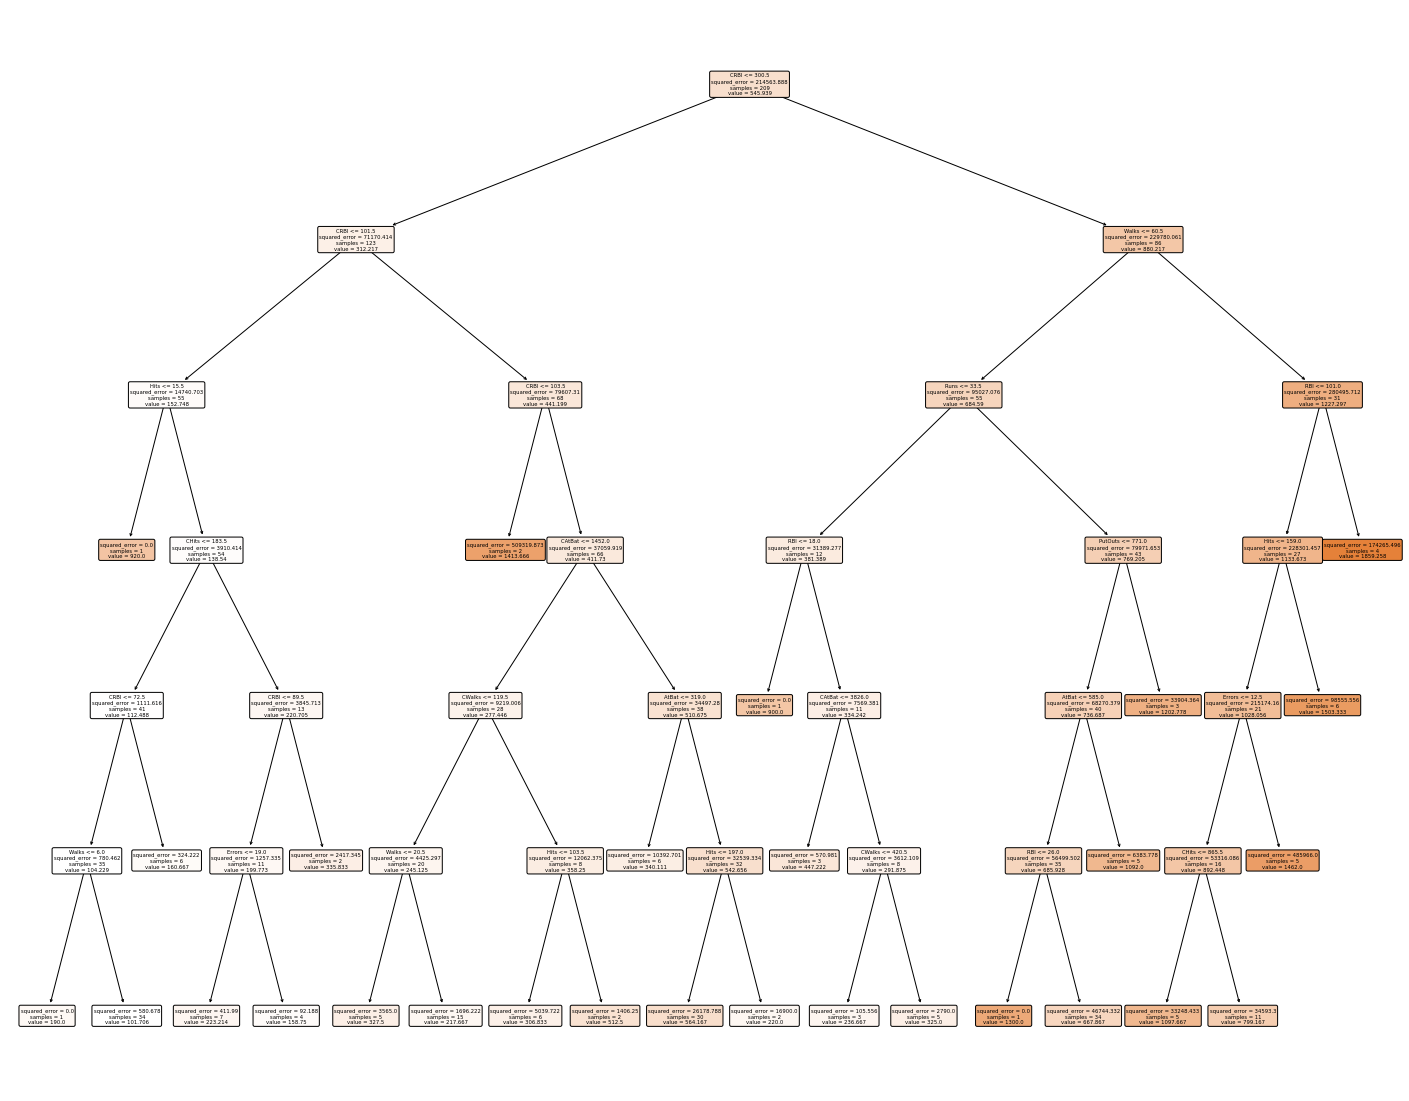 CRBI <= 300.5
squared_error = 214563.888
samples = 209
value = 545.939
CRBI <= 101.5
squared_error = 71170.414
samples = 123
value = 312.217
Walks <= 60.5
squared_error = 229780.061
samples = 86
value = 880.217
Hits <= 15.5
squared_error = 14740.703
samples = 55
value = 152.748
CRBI <= 103.5
squared_error = 79607.31
samples = 68
value = 441.199
Runs <= 33.5
squared_error = 95027.076
samples = 55
value = 684.59
RBI <= 101.0
squared_error = 280495.712
samples = 31
value = 1227.297
squared_error = 0.0
samples = 1
value = 920.0
CHits <= 183.5
squared_error = 3910.414
samples = 54
value = 138.54
squared_error = 509319.873
samples = 2
value = 1413.666
CAtBat <= 1452.0
squared_error = 37059.919
samples = 66
value = 411.73
RBI <= 18.0
squared_error = 31389.277
samples = 12
value = 381.389
PutOuts <= 771.0
squared_error = 79971.653
samples = 43
value = 769.205
Hits <= 159.0
squared_error = 228301.457
samples = 27
value = 1133.673
squared_error = 174265.496
samples = 4
value = 1859.258
CRBI <= 72.5
squared_error = 1111.616
samples = 41
value = 112.488
CRBI <= 89.5
squared_error = 3845.713
samples = 13
value = 220.705
CWalks <= 119.5
squared_error = 9219.006
samples = 28
value = 277.446
AtBat <= 319.0
squared_error = 34497.28
samples = 38
value = 510.675
squared_error = 0.0
samples = 1
value = 900.0
CAtBat <= 3826.0
squared_error = 7569.381
samples = 11
value = 334.242
AtBat <= 585.0
squared_error = 68270.379
samples = 40
value = 736.687
squared_error = 33904.364
samples = 3
value = 1202.778
Errors <= 12.5
squared_error = 215174.16
samples = 21
value = 1028.056
squared_error = 98555.556
samples = 6
value = 1503.333
Walks <= 6.0
squared_error = 780.462
samples = 35
value = 104.229
squared_error = 324.222
samples = 6
value = 160.667
Errors <= 19.0
squared_error = 1257.335
samples = 11
value = 199.773
squared_error = 2417.345
samples = 2
value = 335.833
Walks <= 20.5
squared_error = 4425.297
samples = 20
value = 245.125
Hits <= 103.5
squared_error = 12062.375
samples = 8
value = 358.25
squared_error = 10392.701
samples = 6
value = 340.111
Hits <= 197.0
squared_error = 32539.334
samples = 32
value = 542.656
squared_error = 570.981
samples = 3
value = 447.222
CWalks <= 420.5
squared_error = 3612.109
samples = 8
value = 291.875
RBI <= 26.0
squared_error = 56499.502
samples = 35
value = 685.928
squared_error = 6383.778
samples = 5
value = 1092.0
CHits <= 865.5
squared_error = 53316.086
samples = 16
value = 892.448
squared_error = 485966.0
samples = 5
value = 1462.0
squared_error = 0.0
samples = 1
value = 190.0
squared_error = 580.678
samples = 34
value = 101.706
squared_error = 411.99
samples = 7
value = 223.214
squared_error = 92.188
samples = 4
value = 158.75
squared_error = 3565.0
samples = 5
value = 327.5
squared_error = 1696.222
samples = 15
value = 217.667
squared_error = 5039.722
samples = 6
value = 306.833
squared_error = 1406.25
samples = 2
value = 512.5
squared_error = 26178.788
samples = 30
value = 564.167
squared_error = 16900.0
samples = 2
value = 220.0
squared_error = 105.556
samples = 3
value = 236.667
squared_error = 2790.0
samples = 5
value = 325.0
squared_error = 0.0
samples = 1
value = 1300.0
squared_error = 46744.332
samples = 34
value = 667.867
squared_error = 33248.433
samples = 5
value = 1097.667
squared_error = 34593.3
samples = 11
value = 799.167